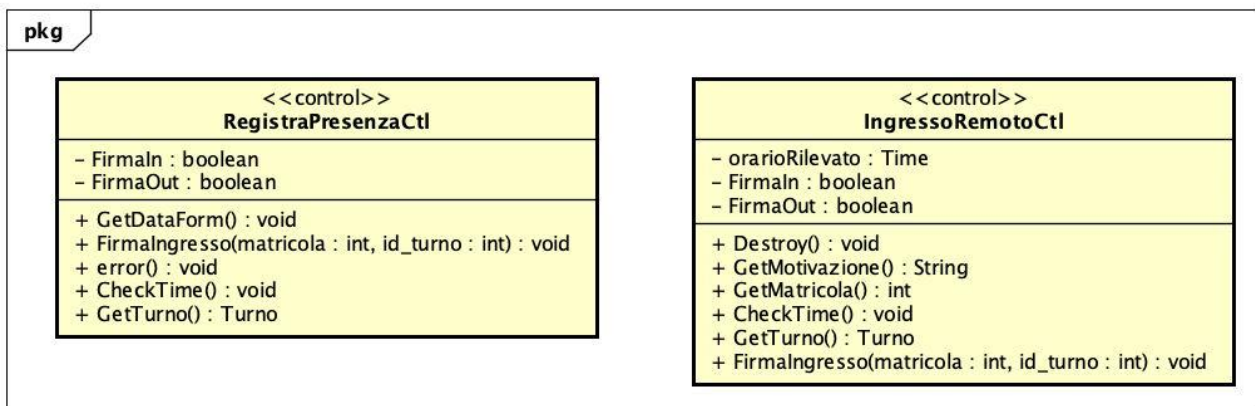 pkg
<<control>>
RegistraPresenzaCtl
– FirmaIn : boolean
– FirmaOut : boolean
+ GetDataForm() : void
+ FirmaIngresso(matricola : int, id_turno : int) : void
+ error() : void
+ CheckTime() : void
+ GetTurno() : Turno
<<control>>
IngressoRemotoCtl
– orarioRilevato : Time
– FirmaIn : boolean
– FirmaOut : boolean
+ Destroy() : void
+ GetMotivazione() : String
+ GetMatricola() : int
+ CheckTime() : void
+ GetTurno() : Turno
+ FirmaIngresso(matricola : int, id_turno : int) : void